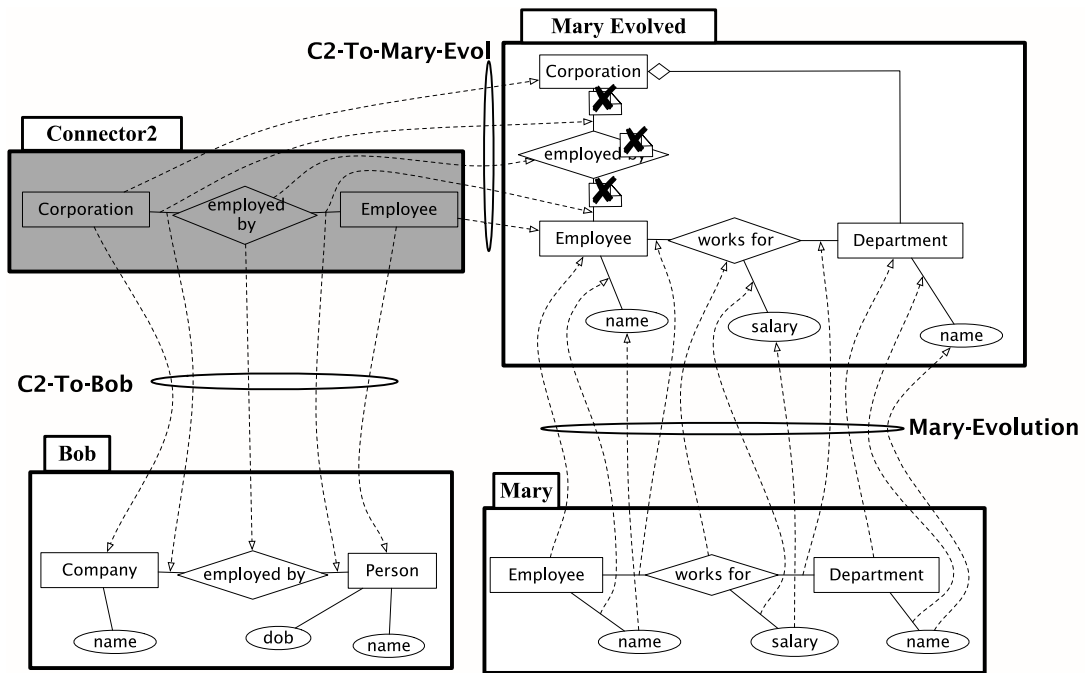 Mary Evolved
C2-To-Mary-Evol
Corporation
Connector2
employed by
Corporation
employed
by
Employee
Employee
works for
Department
name
salary
name
C2-To-Bob
Mary-Evolution
Bob
Mary
Company
employed by
Person
Employee
works for
Department
name
dob
name
name
salary
name